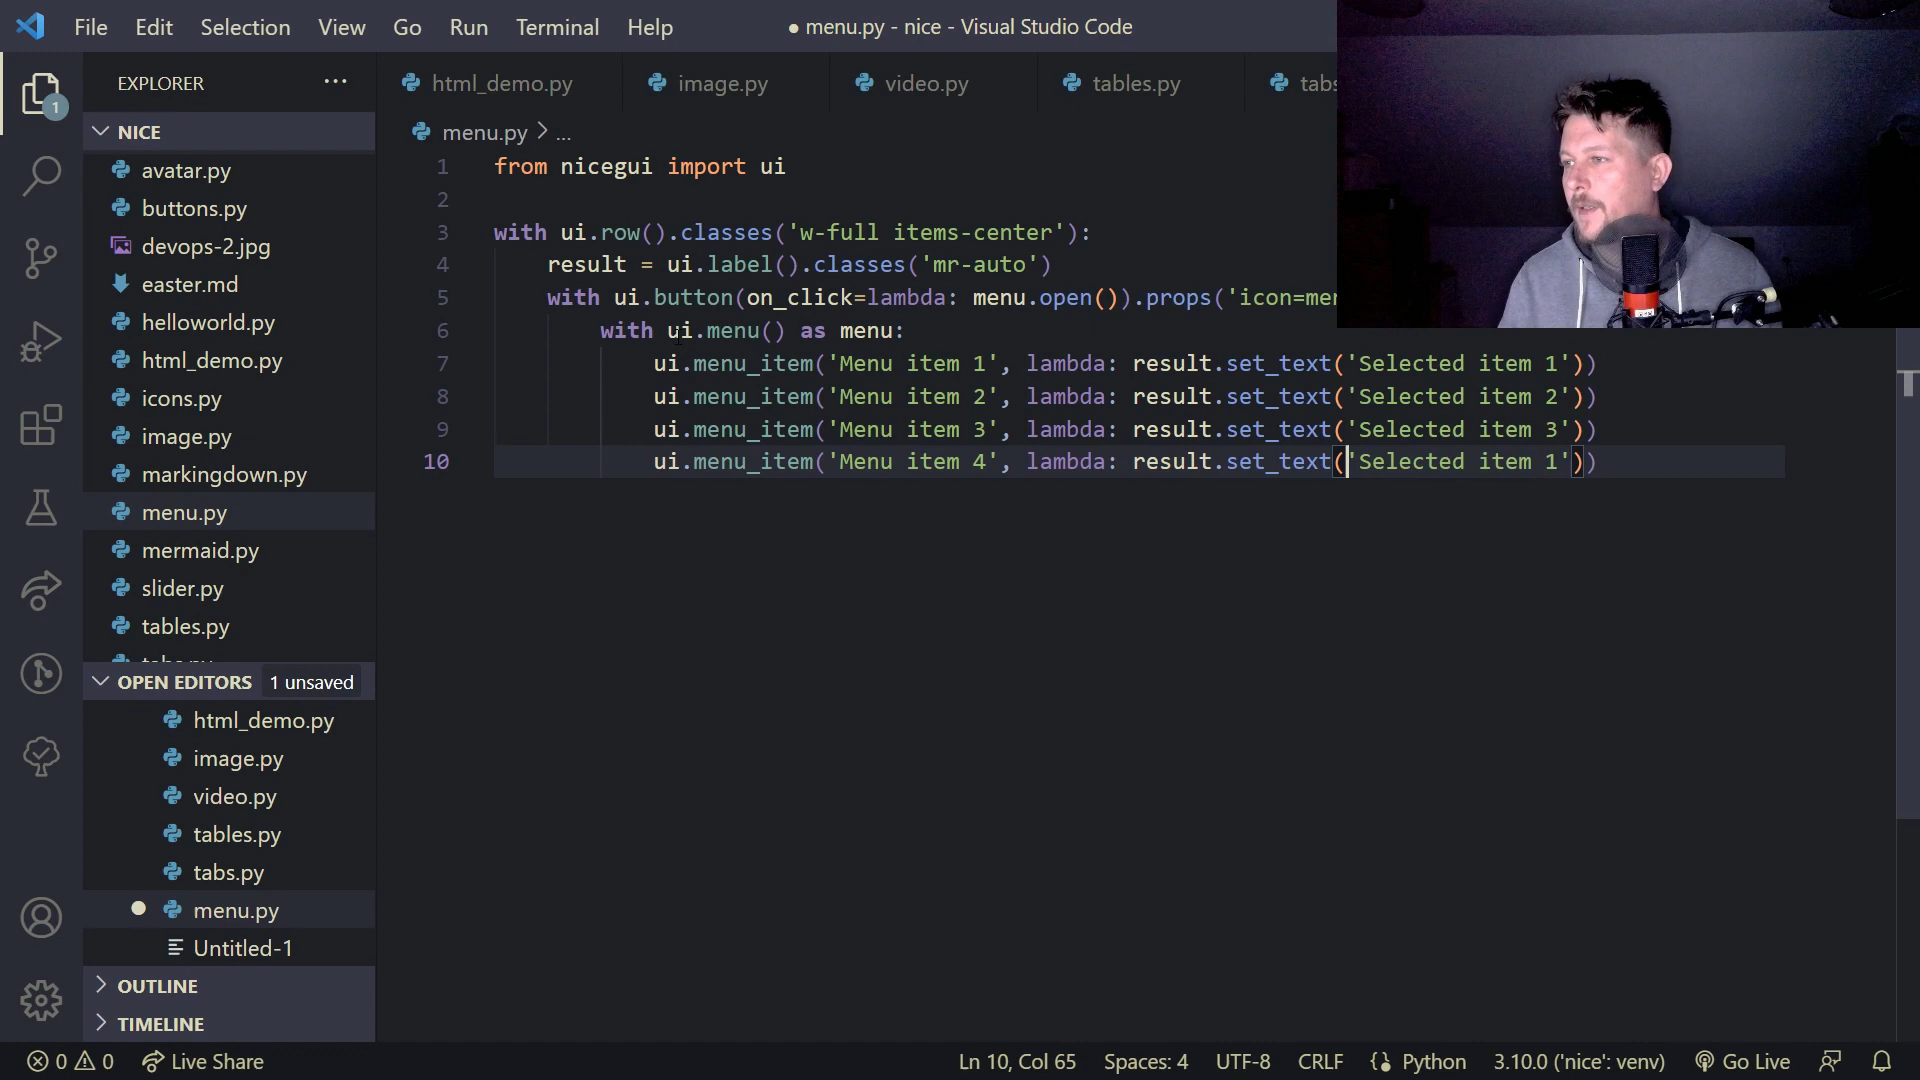 File Edit Selection View Go Run Terminal Help
● menu.py - nice - Visual Studio Code
EXPLORER ...
html_demo.py image.py video.py tables.py tabs
NICE
menu.py > ...
avatar.py
buttons.py
devops-2.jpg
easter.md
helloworld.py
html_demo.py
icons.py
image.py
markingdown.py
menu.py
mermaid.py
slider.py
tables.py
1 from nicegui import ui
2
3 with ui.row().classes('w-full items-center'):
4 result = ui.label().classes('mr-auto')
5 with ui.button(on_click=lambda: menu.open()).props('icon=men
6 with ui.menu() as menu:
7 ui.menu_item('Menu item 1', lambda: result.set_text('Selected item 1'))
8 ui.menu_item('Menu item 2', lambda: result.set_text('Selected item 2'))
9 ui.menu_item('Menu item 3', lambda: result.set_text('Selected item 3'))
10 ui.menu_item('Menu item 4', lambda: result.set_text('Selected item 1'))
OPEN EDITORS 1 unsaved
html_demo.py
image.py
video.py
tables.py
tabs.py
menu.py
Untitled-1
OUTLINE
TIMELINE
1
0 0 Live Share Ln 10, Col 65 Spaces: 4 UTF-8 CRLF Python 3.10.0 ('nice': venv) Go Live